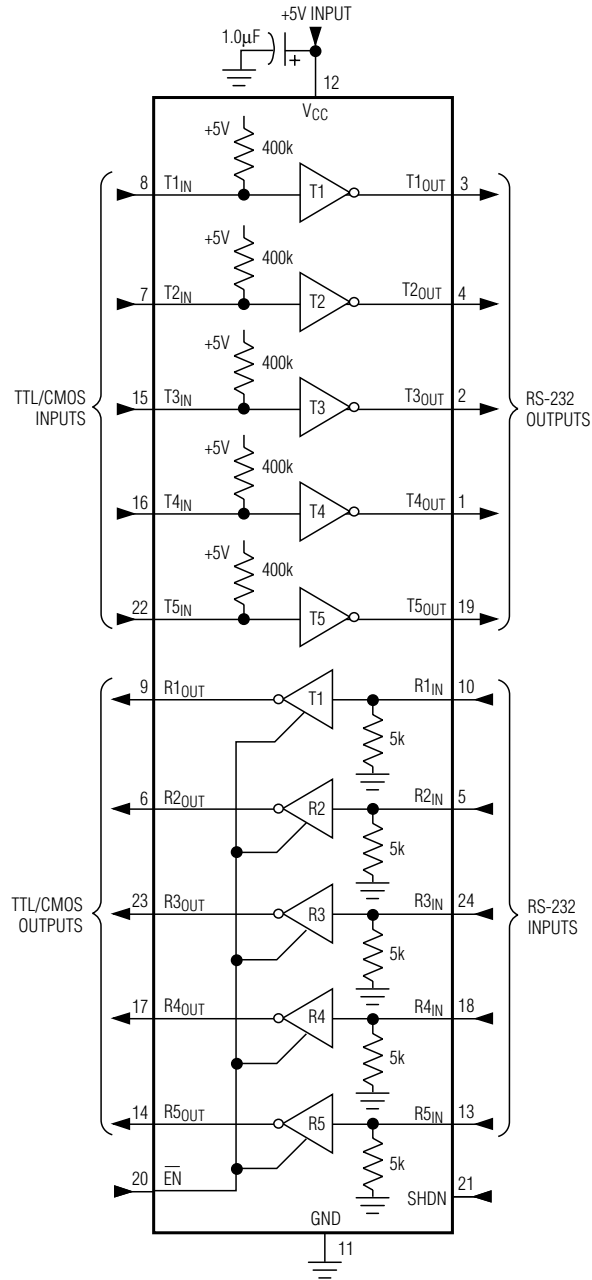 +5V INPUT
1.0µF
+
12
VCC
+5V
400k
8 T1IN T1 T1OUT 3
+5V
400k
7 T2IN T2 T2OUT 4
+5V
400k
TTL/CMOS
INPUTS
15 T3IN T3 T3OUT 2
RS-232
OUTPUTS
+5V
400k
16 T4IN T4 T4OUT 1
+5V
400k
22 T5IN T5 T5OUT 19
9 R1OUT T1 R1IN 10
5k
6 R2OUT R2 R2IN 5
5k
TTL/CMOS
OUTPUTS
23 R3OUT R3 R3IN 24
RS-232
INPUTS
5k
17 R4OUT R4 R4IN 18
5k
14 R5OUT R5 R5IN 13
5k
20 E̅N̅
SHDN 21
GND
11